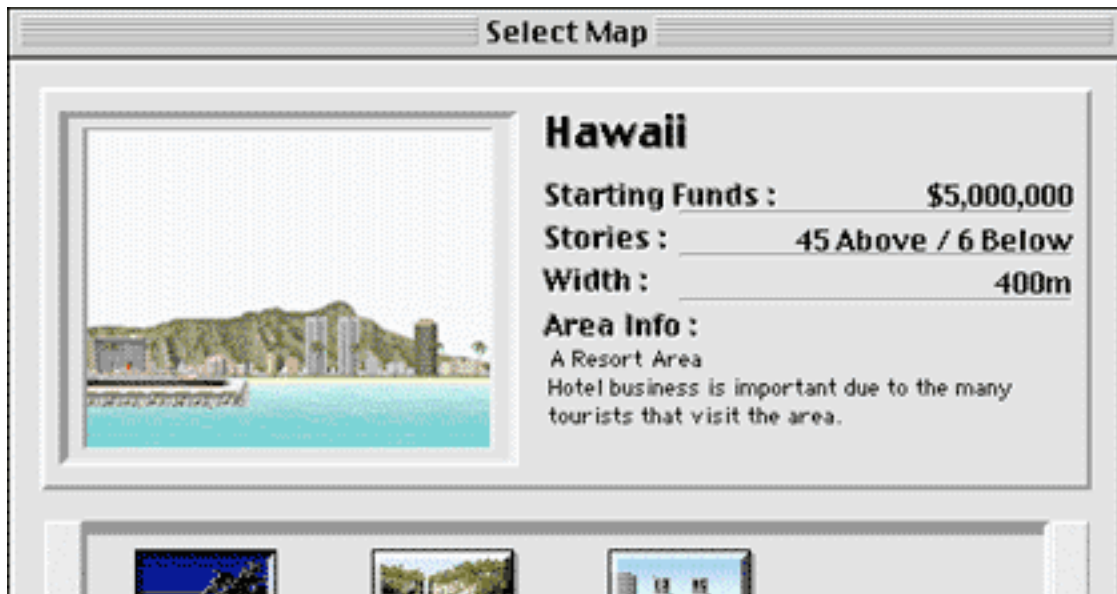 Select Map
Hawaii
Starting Funds : $5,000,000
Stories : 45 Above / 6 Below
Width : 400m
Area Info :
A Resort Area
Hotel business is important due to the many
tourists that visit the area.